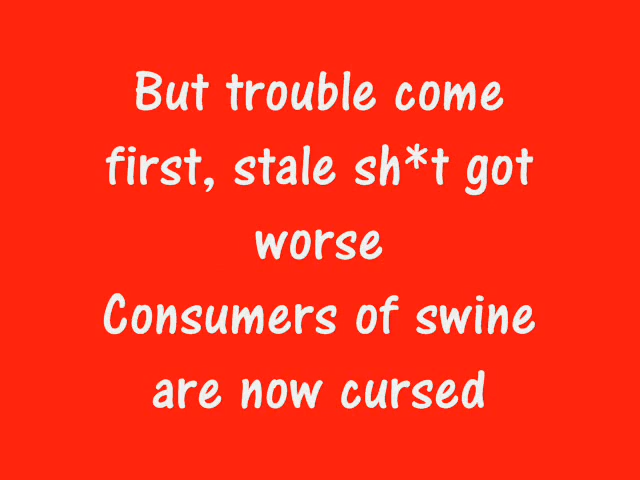 But trouble come
first, stale sh*t got
worse
Consumers of swine
are now cursed